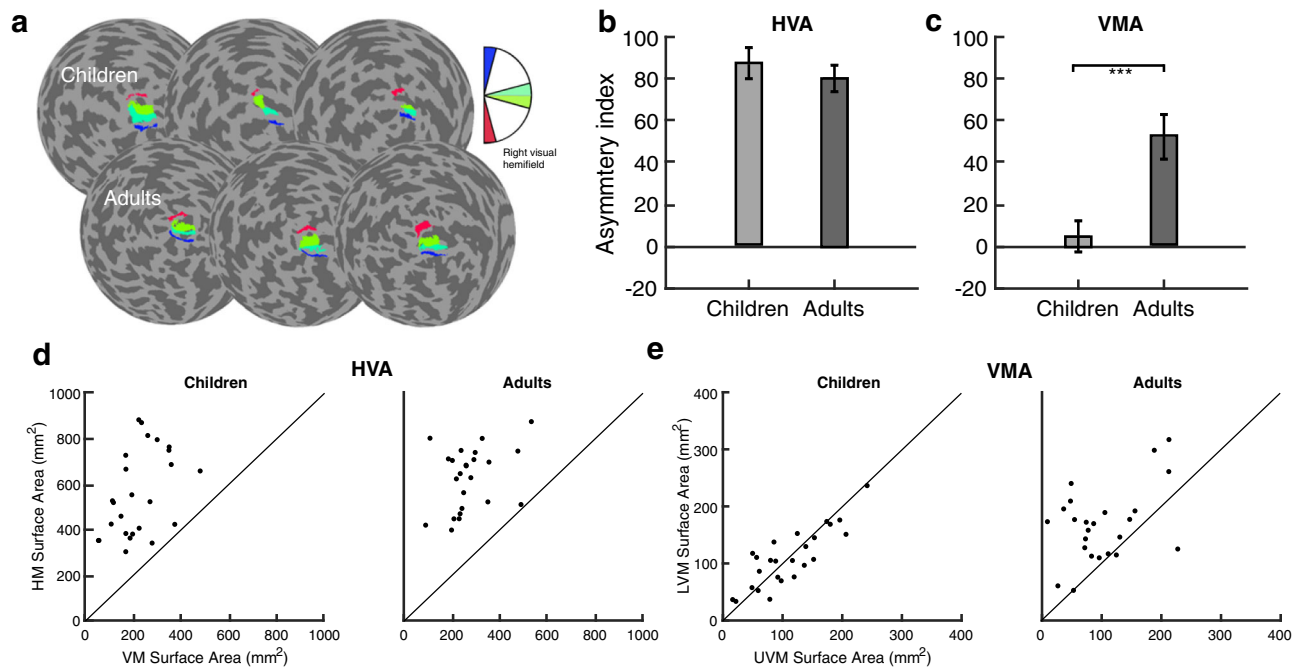 a
Children
Adults
Right visual
hemifield
b
HVA
Asymmtery index
100
80
60
40
20
0
-20
Children Adults
c
VMA
100
80
60
40
20
0
-20
***
Children Adults
d
HVA
Children
Adults
HM Surface Area (mm²)
1000
800
600
400
200
0
0 200 400 600 800 1000
VM Surface Area (mm²)
0 200 400 600 800 1000
e
VMA
Children
Adults
LVM Surface Area (mm²)
400
300
200
100
0
0 100 200 300 400
UVM Surface Area (mm²)
0 100 200 300 400